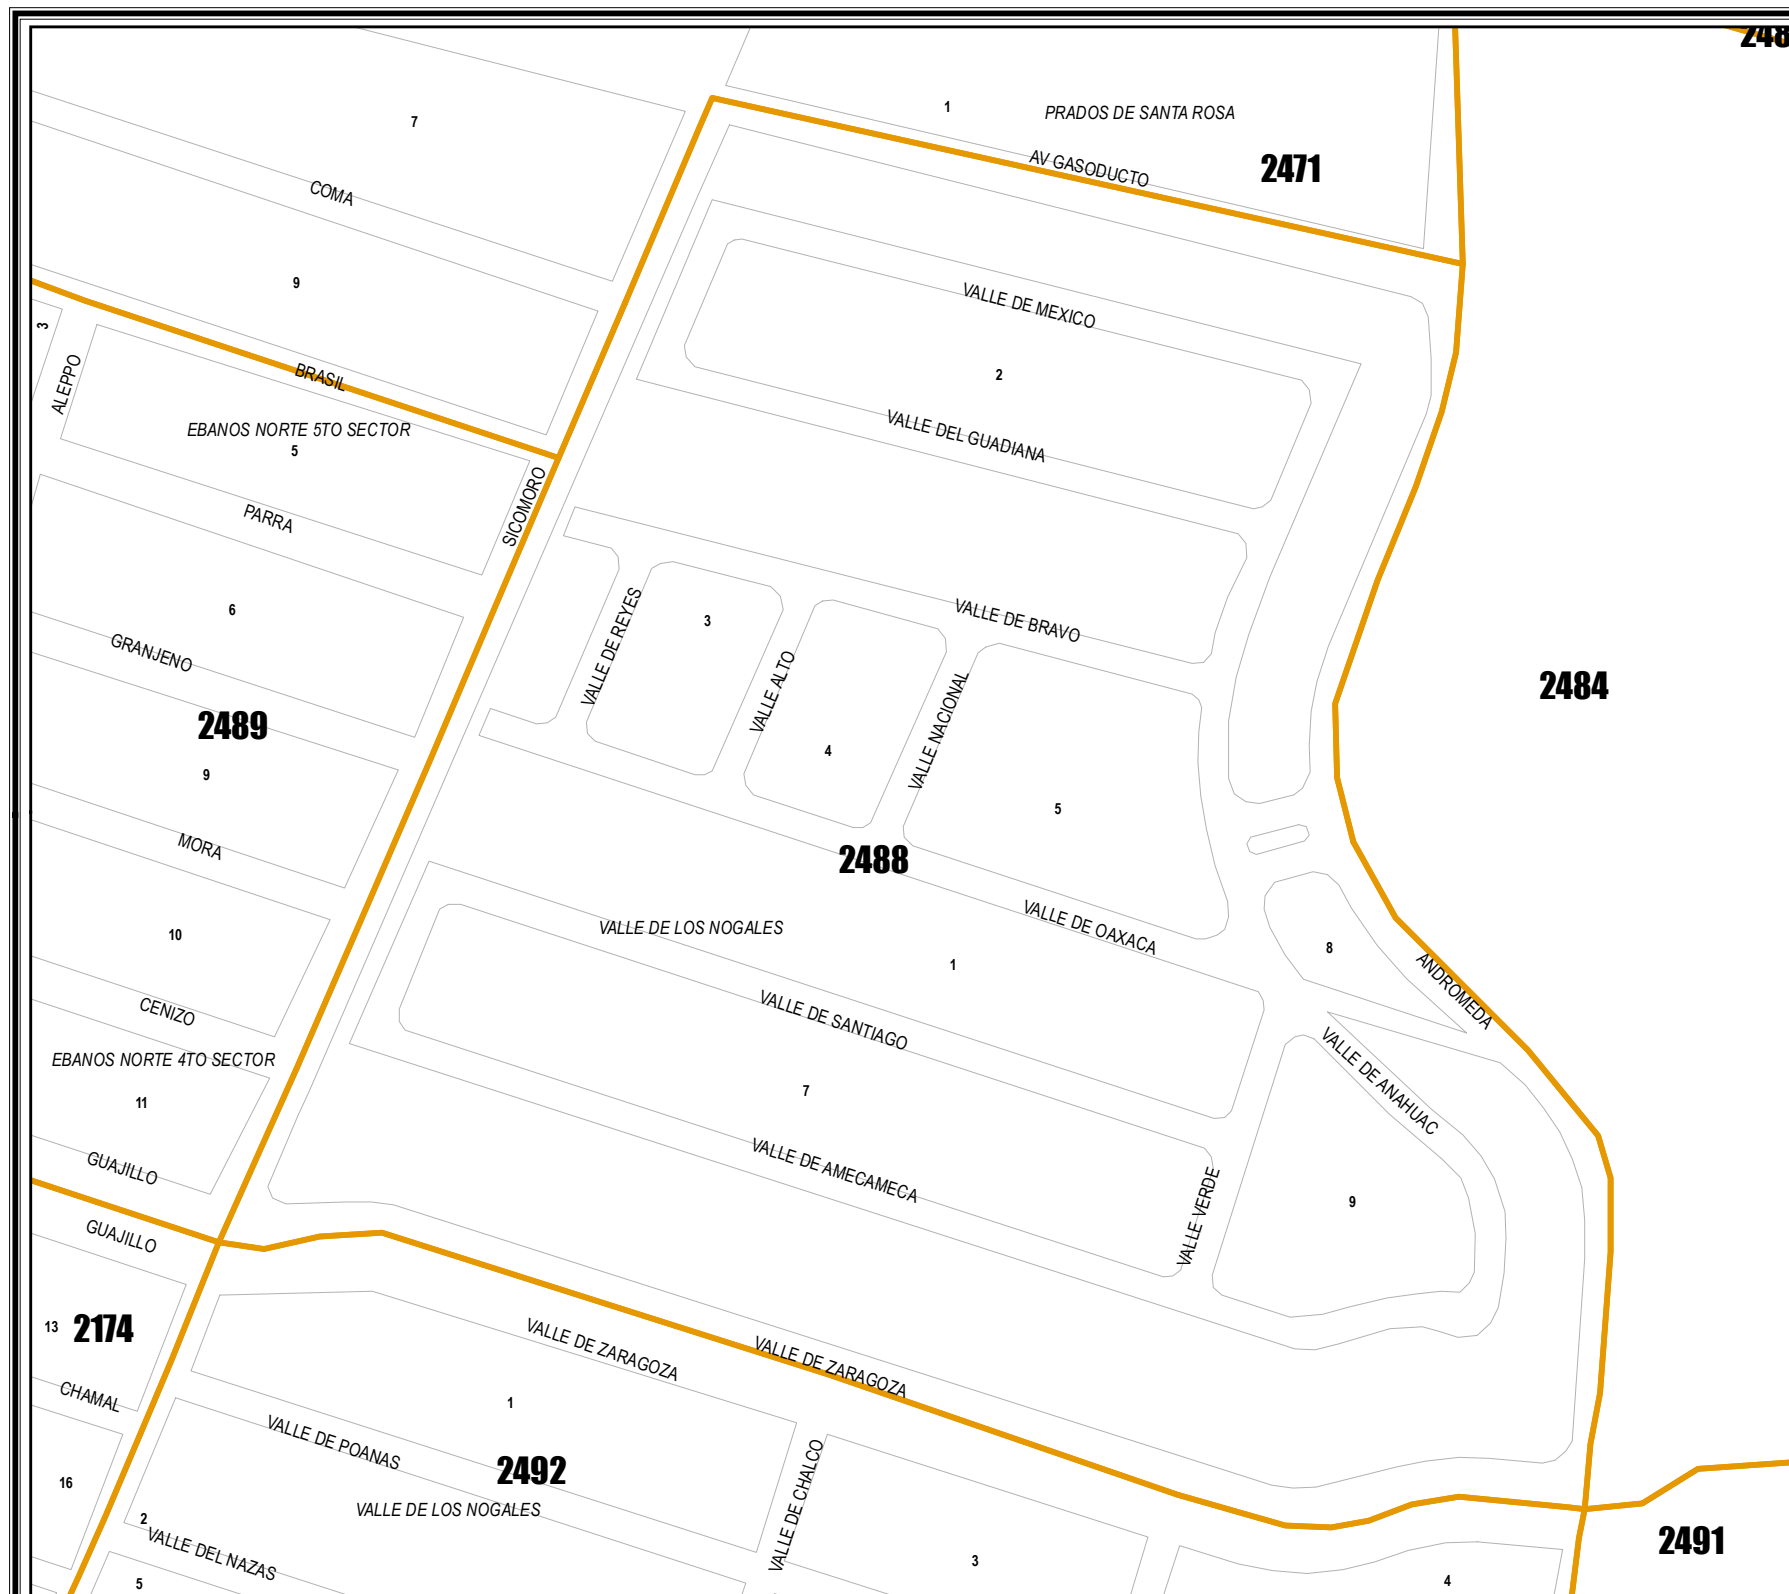 248
1
PRADOS DE SANTA ROSA
7
AV GASODUCTO
2471
COMA
9
VALLE DE MEXICO
3
ALEPPO
BRASIL
2
EBANOS NORTE 5TO SECTOR
5
VALLE DEL GUADIANA
SICOMORO
PARRA
6
VALLE DE REYES
3
VALLE DE BRAVO
GRANJENO
VALLE ALTO
VALLE NACIONAL
2484
2489
9
4
5
MORA
2488
10
VALLE DE LOS NOGALES
VALLE DE OAXACA
8
1
ANDROMEDA
CENIZO
VALLE DE SANTIAGO
EBANOS NORTE 4TO SECTOR
VALLE DE ANAHUAC
11
7
GUAJILLO
VALLE DE AMECAMECA
VALLE VERDE
9
GUAJILLO
13
2174
VALLE DE ZARAGOZA
VALLE DE ZARAGOZA
CHAMAL
1
VALLE DE POANAS
2492
VALLE DE CHALCO
16
VALLE DE LOS NOGALES
2
VALLE DEL NAZAS
2491
3
5
4